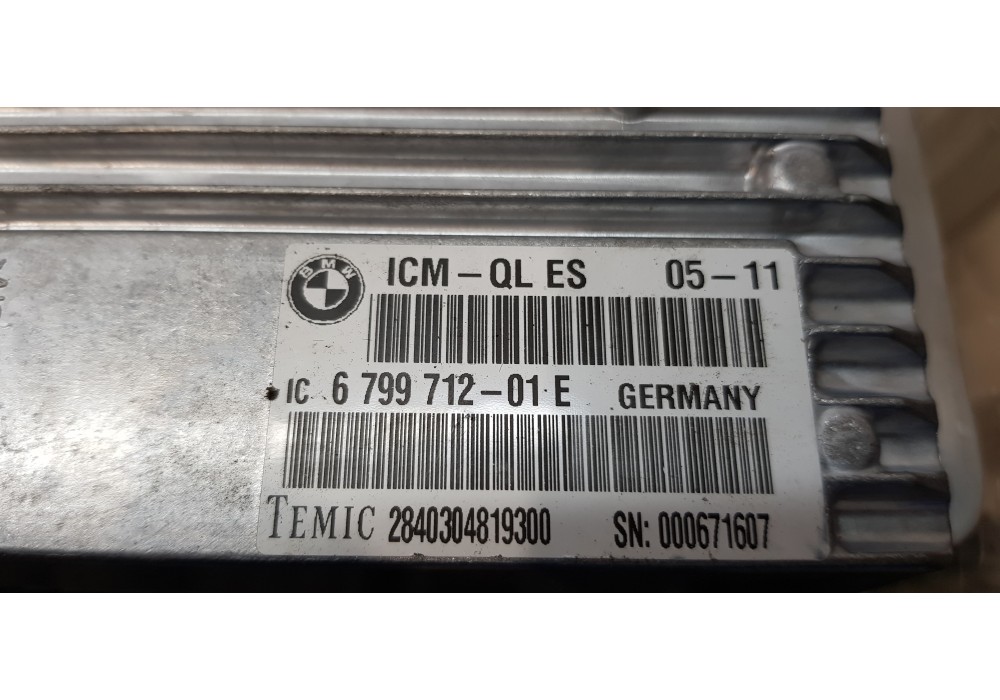 BMW
ICM - QL ES 05 - 11
IC 6 799 712 - 01 E GERMANY
TEMIC 2840304819300 SN: 000671607